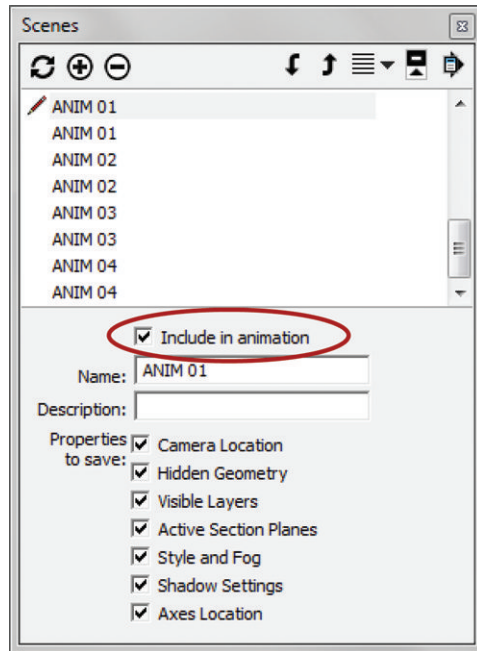 Scenes
ANIM 01
ANIM 01
ANIM 02
ANIM 02
ANIM 03
ANIM 03
ANIM 04
ANIM 04
Include in animation
Name: ANIM 01
Description:
Properties to save:
Camera Location
Hidden Geometry
Visible Layers
Active Section Planes
Style and Fog
Shadow Settings
Axes Location